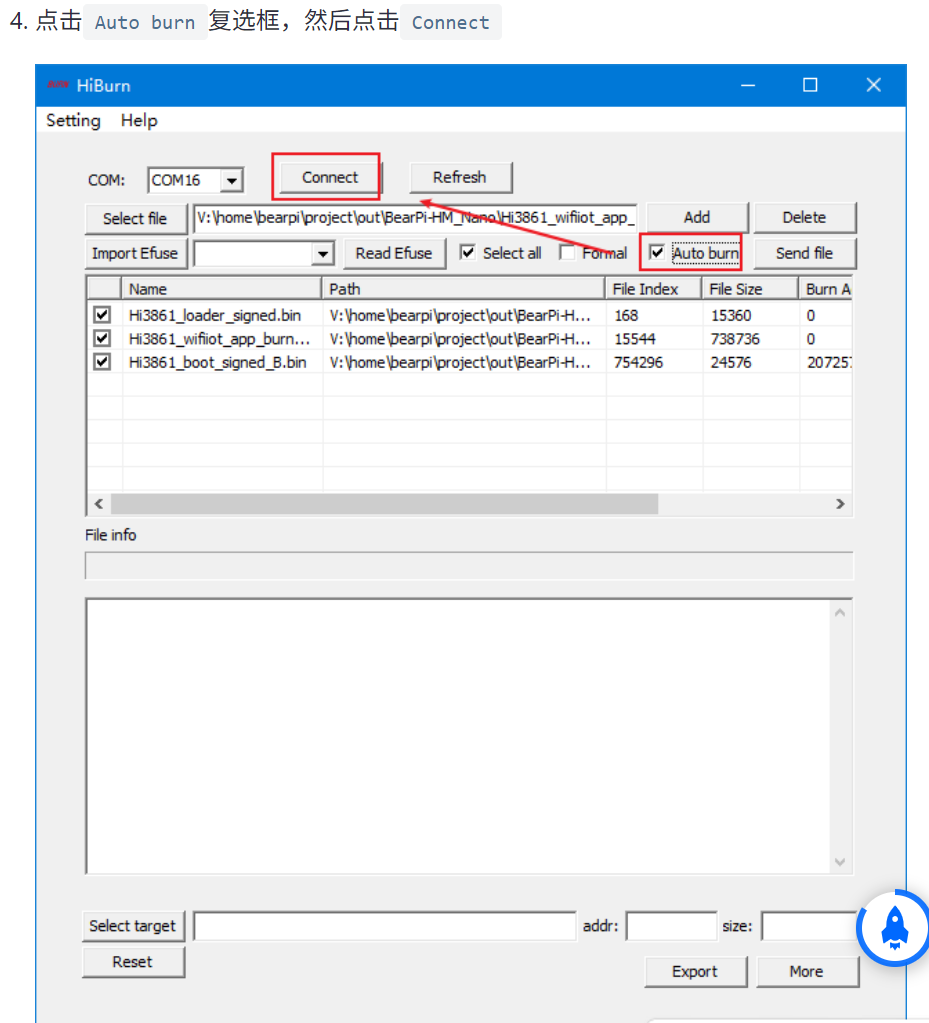 4. 点击 Auto burn 复选框，然后点击 Connect
HiBurn
Setting Help
COM: COM16 Connect Refresh
Select file V:\home\bearpi\project\out\BearPi-HM_Nano\Hi3861_wifiiot_app_ Add Delete
Import Efuse Read Efuse Select all Formal Auto burn Send file
Name Path File Index File Size Burn A
Hi3861_loader_signed.bin V:\home\bearpi\project\out\BearPi-H... 168 15360 0
Hi3861_wifiiot_app_burn... V:\home\bearpi\project\out\BearPi-H... 15544 738736 0
Hi3861_boot_signed_B.bin V:\home\bearpi\project\out\BearPi-H... 754296 24576 20725
File info
Select target addr: size:
Reset
Export More